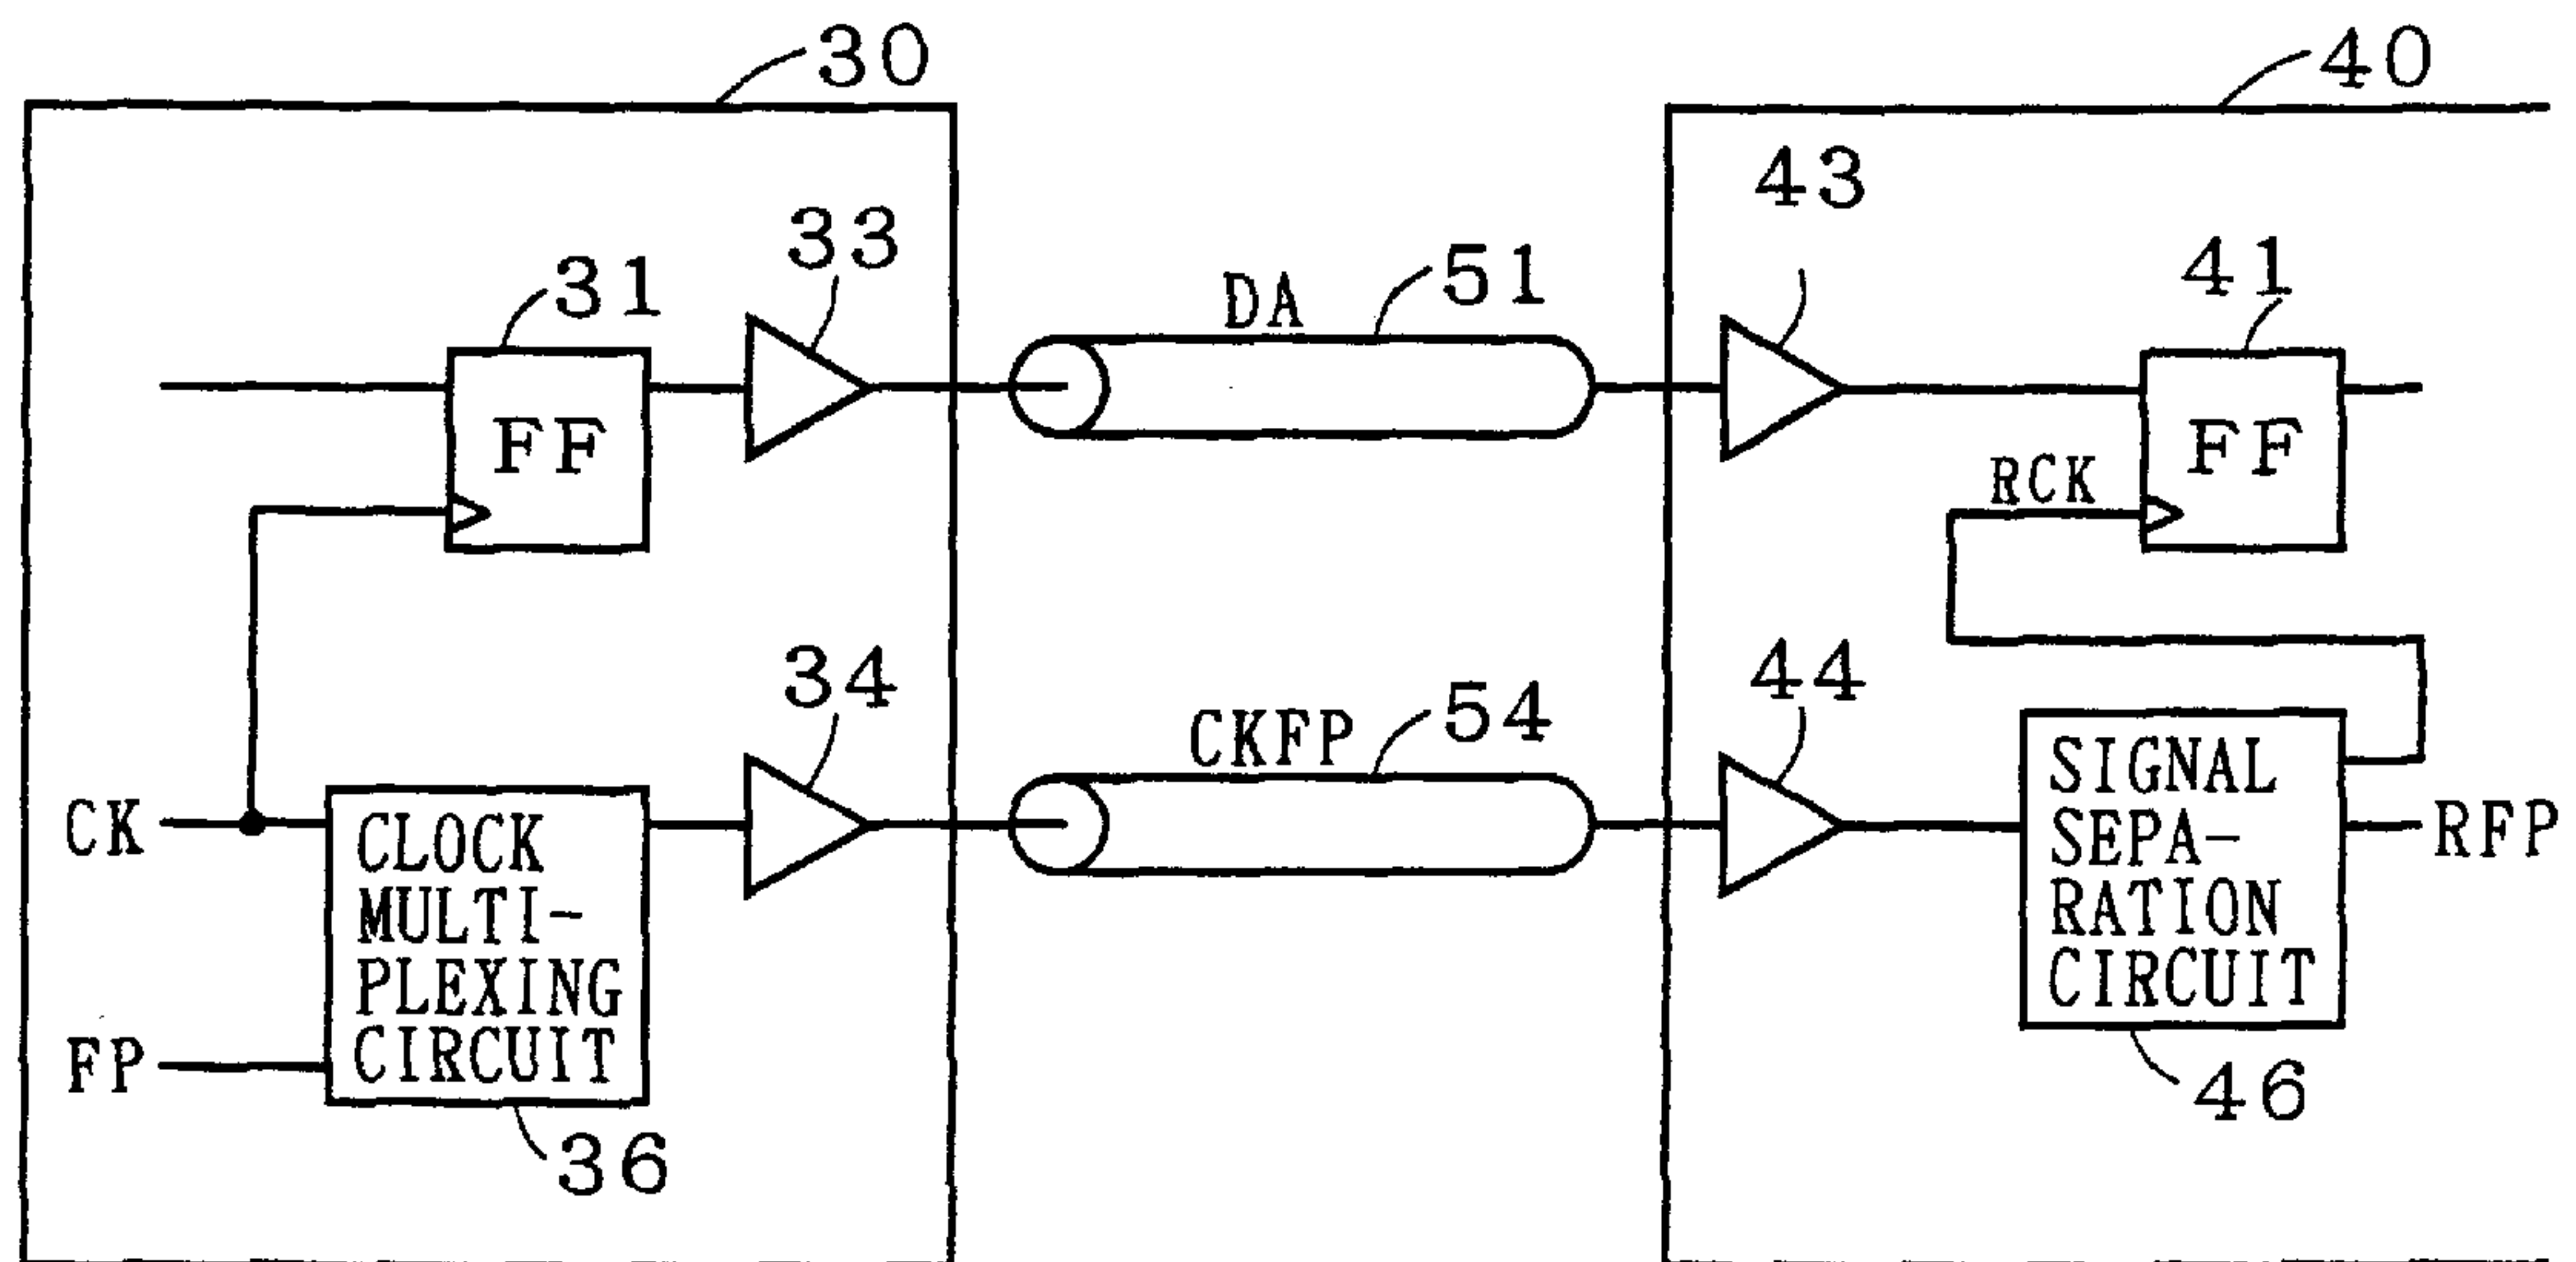 30
40
43
33
31
DA
51
41
FF
FF
RCK
34
44
CKFP
54
CK
CLOCK
MULTI-
PLEXING
CIRCUIT
SIGNAL
SEPA-
RATION
CIRCUIT
RFP
FP
36
46